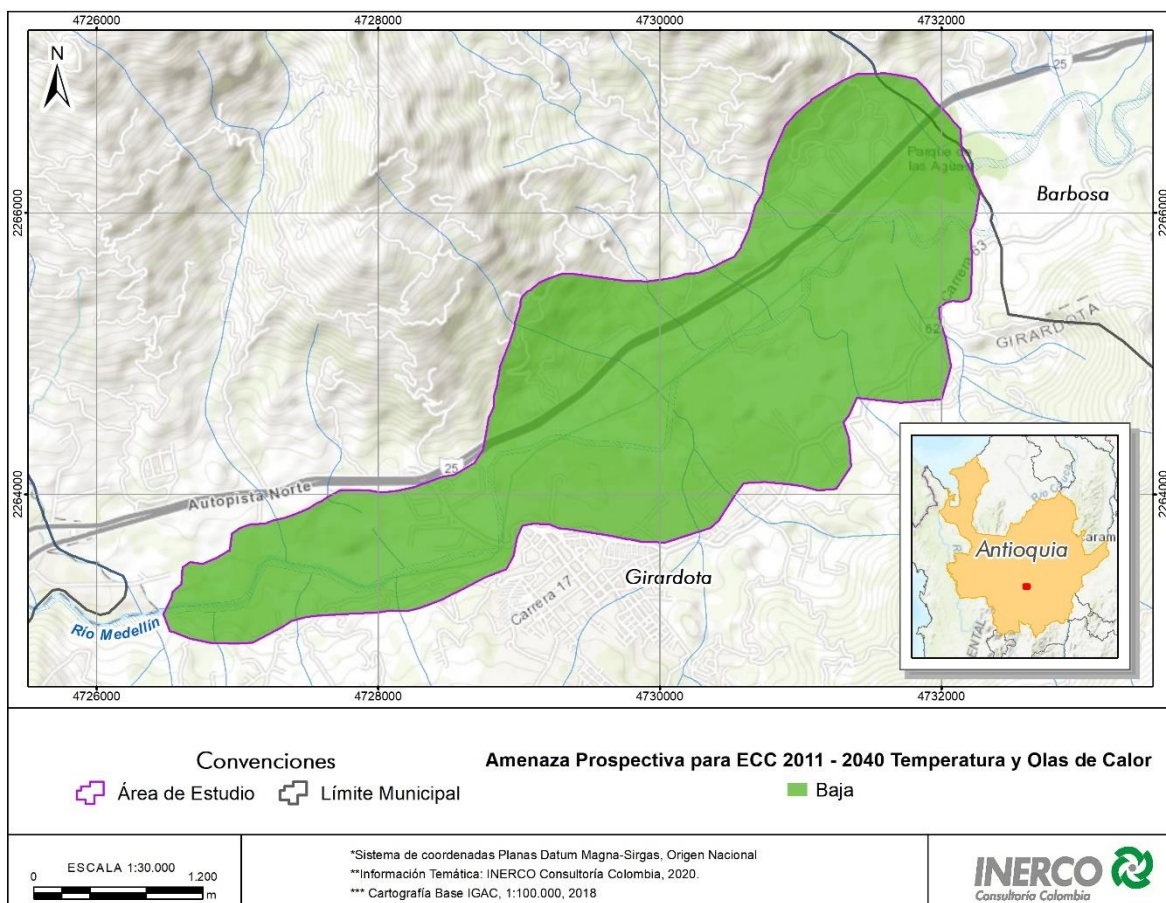 4726000
4728000
4730000
4732000
N
25
Parque de
las Aguas
Barbosa
2266000
2266000
Carrera 63
62
GIRARDOTA
25
Autopista Norte
2264000
2264000
Río Medellín
Carrera 17
Girardota
Antioquia
ENTAL
4726000
4728000
4730000
4732000
Convenciones
Área de Estudio
Límite Municipal
Amenaza Prospectiva para ECC 2011 - 2040 Temperatura y Olas de Calor
Baja
ESCALA 1:30.000
0 1.200
m
*Sistema de coordenadas Planas Datum Magna-Sirgas, Origen Nacional
**Información Temática: INERCO Consultoría Colombia, 2020.
*** Cartografía Base IGAC, 1:100.000, 2018
INERCO
Consultoría Colombia